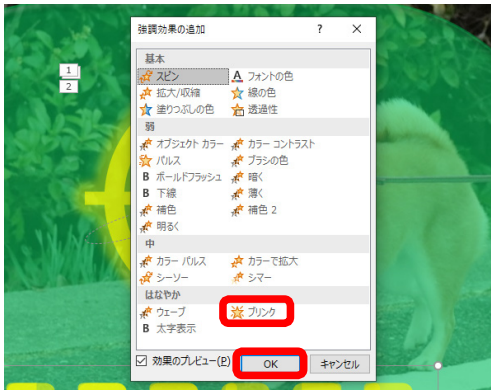 強調効果の追加 ? ×
1
2
基本
スピン A フォントの色
拡大/収縮 線の色
塗りつぶしの色 透過性
弱
オブジェクト カラー カラー コントラスト
パルス ブラシの色
B ボールドフラッシュ 暗く
B 下線 薄く
補色 補色 2
明るく
中
カラー パルス カラーで拡大
シーソー シマー
はなやか
ウェーブ ブリンク
B 太字表示
効果のプレビュー(P) OK キャンセル